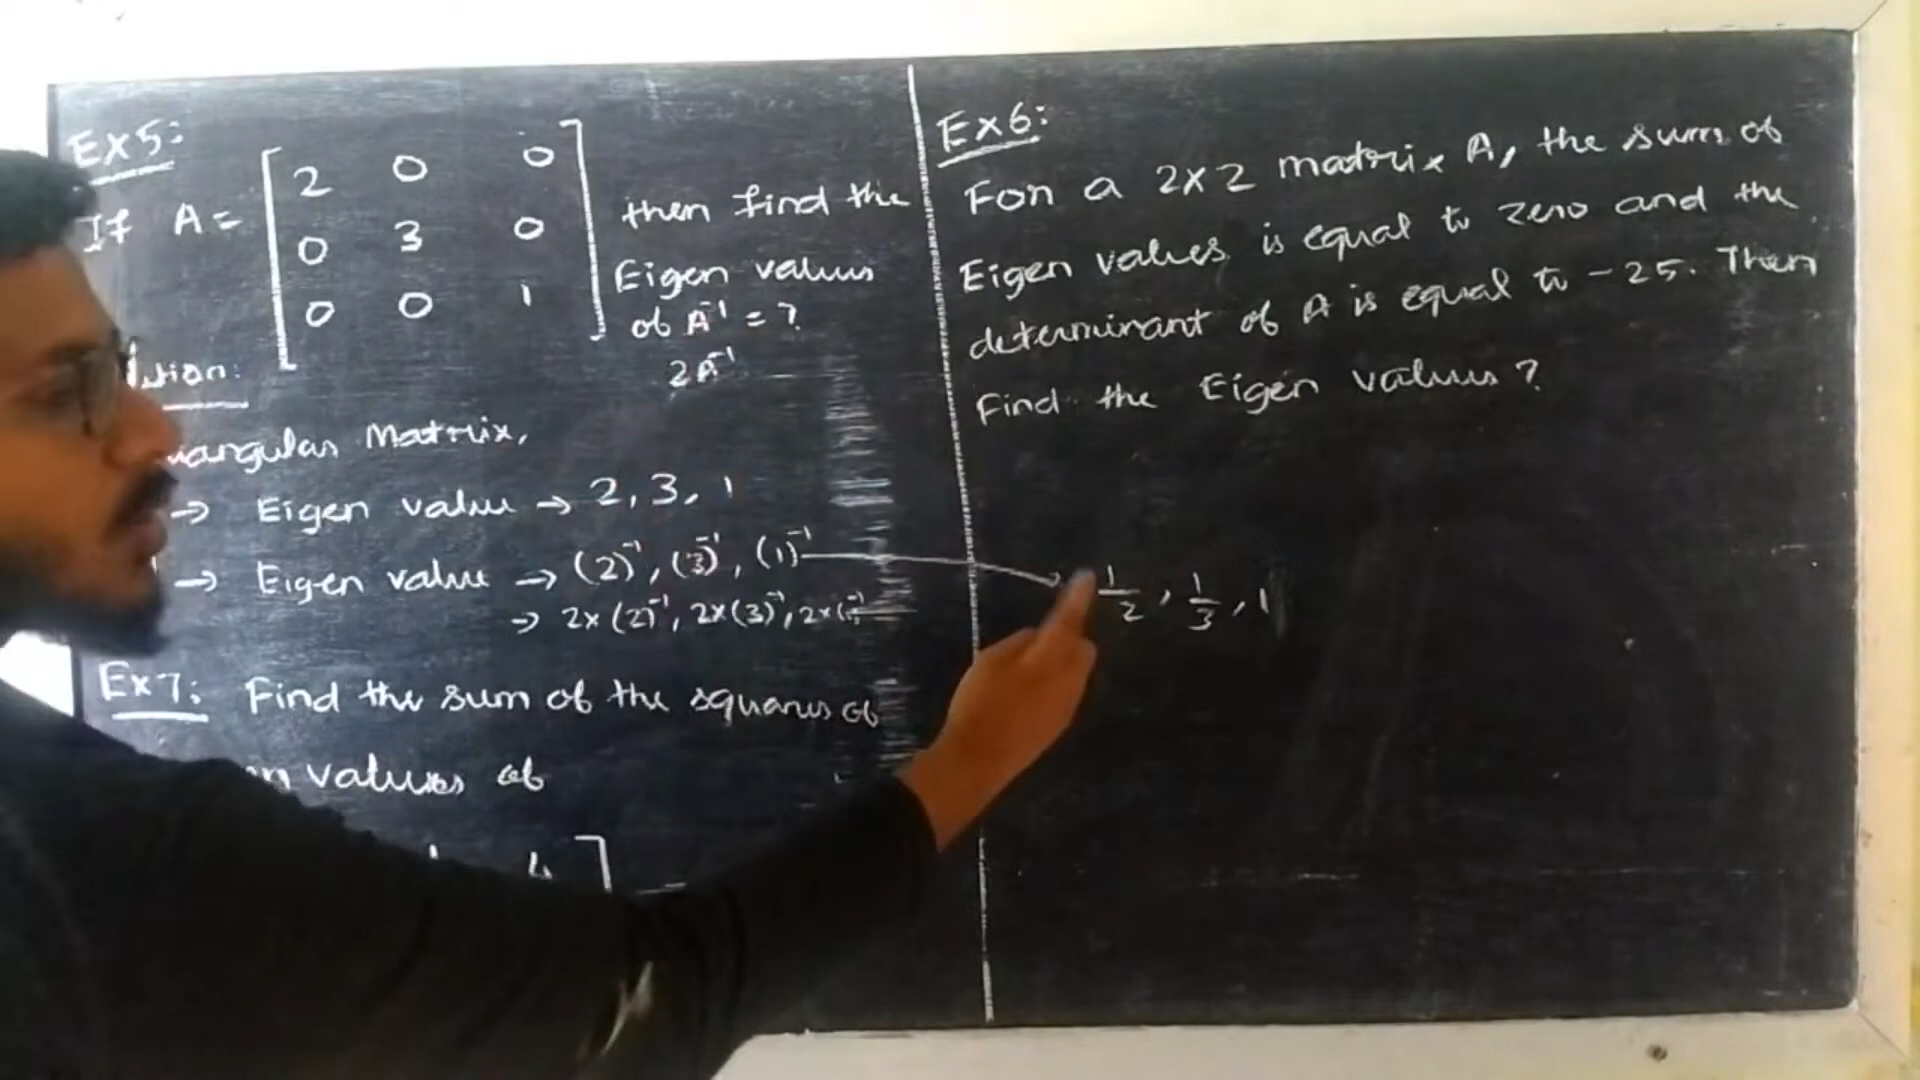 Ex5:
If A = [ 2 0 0
0 3 0
0 0 1 ]
then find the
Eigen values
of A⁻¹ = ?
2A⁻¹
Matrix,
→ Eigen value → 2, 3, 1
→ Eigen value → (2)⁻¹, (3)⁻¹, (1)⁻¹ → 1/2, 1/3, 1
→ 2×(2)⁻¹, 2×(3)⁻¹, 2×(1)⁻¹
Ex7: Find the sum of the squares of
values of
4 ]
Ex6:
For a 2×2 matrix A, the sum of
Eigen values is equal to zero and the
determinant of A is equal to -25. Then
Find the Eigen values?